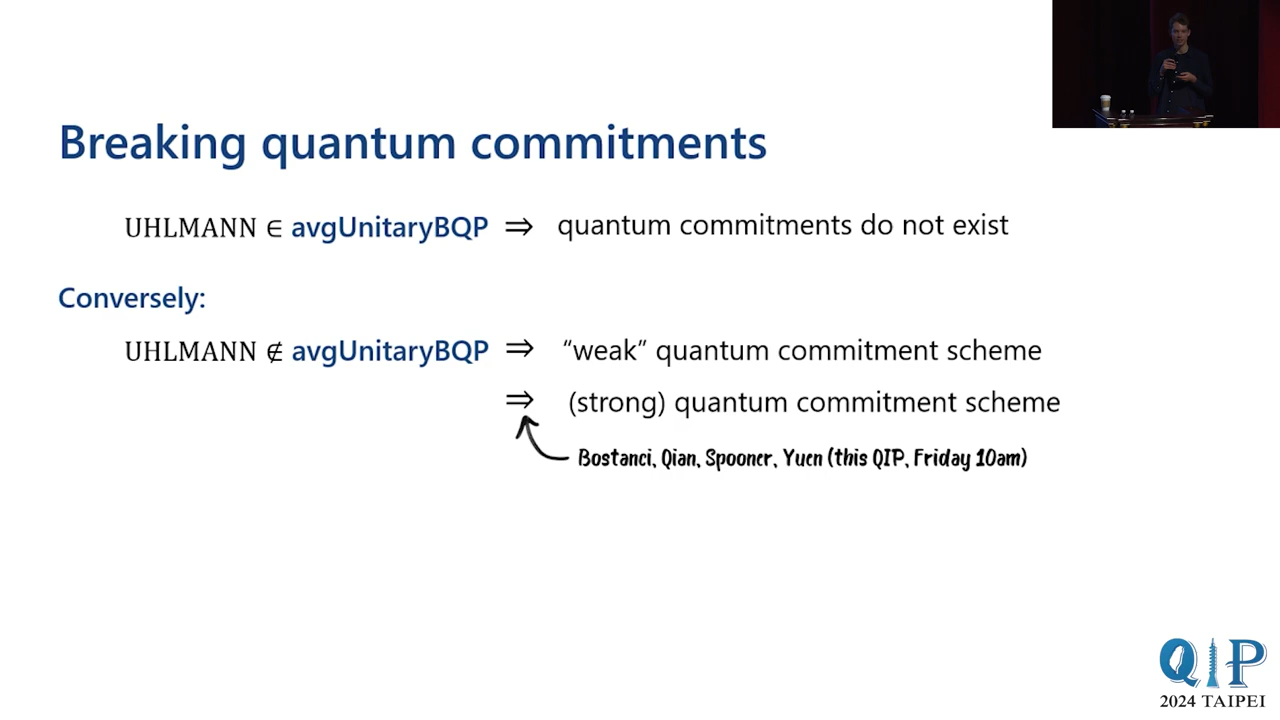 Breaking quantum commitments
UHLMANN ∈ avgUnitaryBQP ⇒ quantum commitments do not exist
Conversely:
UHLMANN ∉ avgUnitaryBQP ⇒ “weak” quantum commitment scheme
⇒ (strong) quantum commitment scheme
Bostanci, Qian, Spooner, Yuen (this QIP, Friday 10am)
QIP
2024 TAIPEI